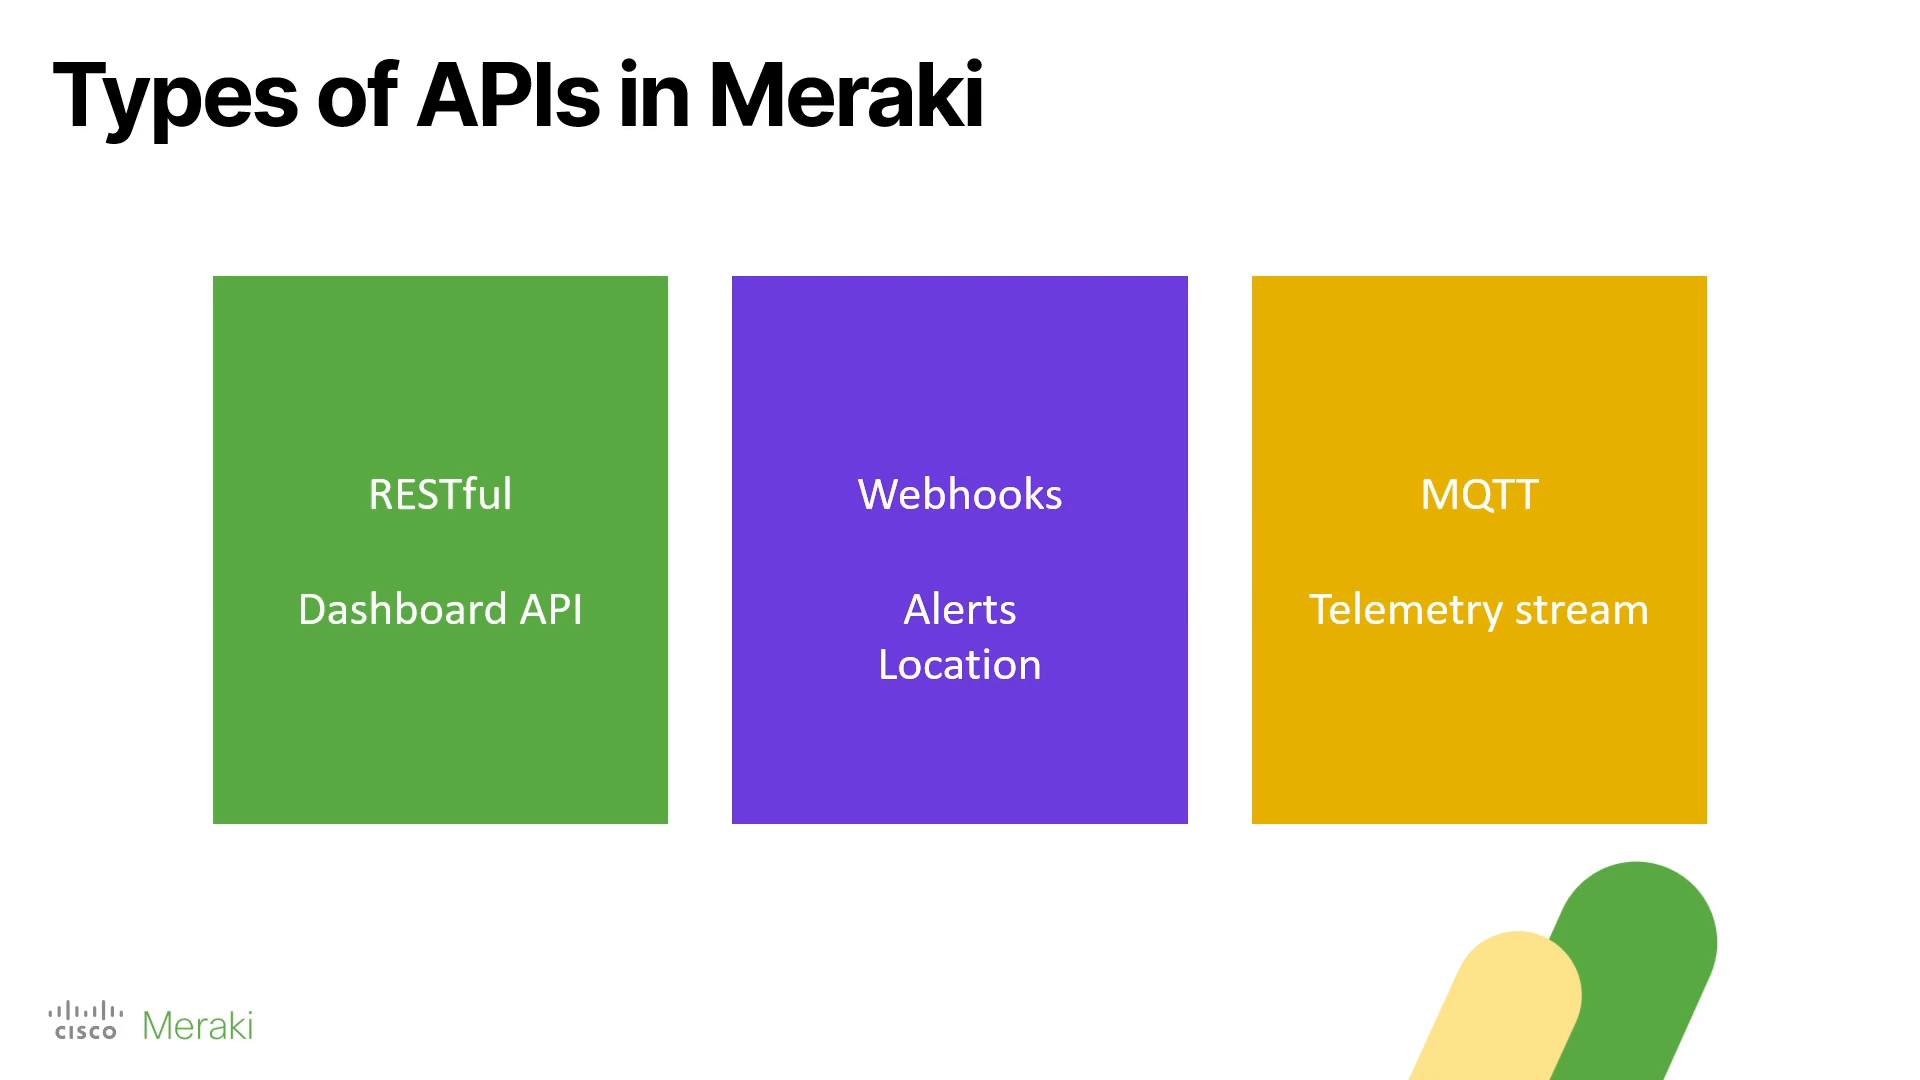 Types of APIs in Meraki
RESTful
Dashboard API
Webhooks
Alerts
Location
MQTT
Telemetry stream
cisco Meraki